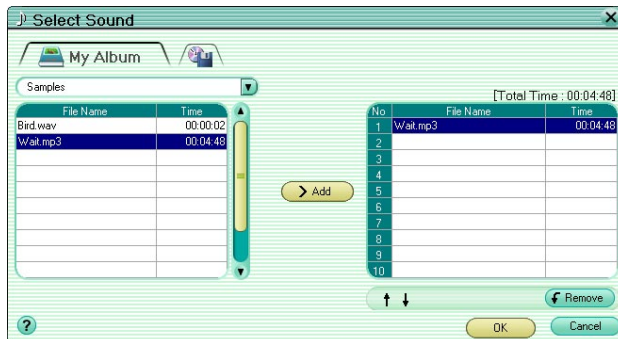 Select Sound
My Album
Samples
[Total Time : 00:04:48]
File Name Time
Bird.wav 00:00:02
Wait.mp3 00:04:48
Add
No File Name Time
1 Wait.mp3 00:04:48
2
3
4
5
6
7
8
9
10
Remove
? OK Cancel